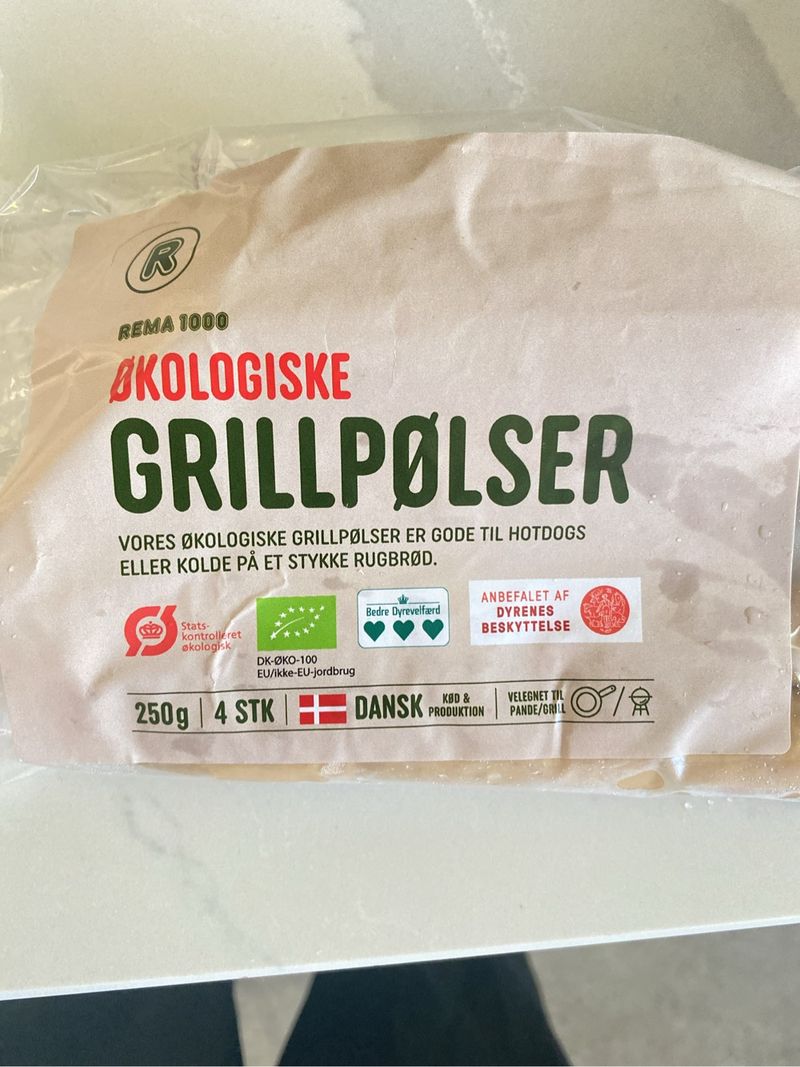 R
REMA 1000
ØKOLOGISKE
GRILLPØLSER
VORES ØKOLOGISKE GRILLPØLSER ER GODE TIL HOTDOGS
ELLER KOLDE PÅ ET STYKKE RUGBRØD.
Ø
Stats-
kontrolleret
økologisk
DK-ØKO-100
EU/ikke-EU-jordbrug
Bedre Dyrevelfærd
ANBEFALET AF
DYRENES
BESKYTTELSE
250g | 4 STK | DANSK KØD &
PRODUKTION
VELEGNET TIL
PANDE/GRILL